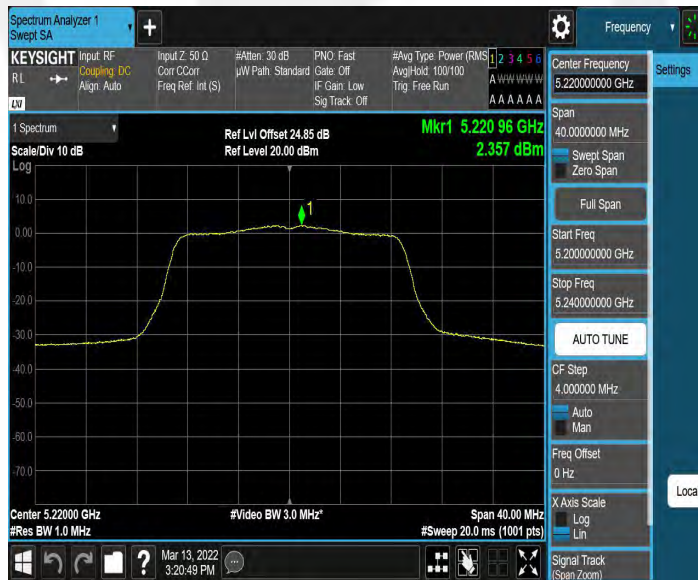 Spectrum Analyzer 1
Swept SA
+
Frequency
KEYSIGHT
RL
LXI
Input: RF
Coupling: DC
Align: Auto
Input Z: 50 Ω
Corr CCorr
Freq Ref: Int (S)
#Atten: 30 dB
µW Path: Standard
PNO: Fast
Gate: Off
IF Gain: Low
Sig Track: Off
#Avg Type: Power (RMS
Avg|Hold: 100/100
Trig: Free Run
1 2 3 4 5 6
A W W W W W
A A A A A A
1 Spectrum
Scale/Div 10 dB
Ref Lvl Offset 24.85 dB
Ref Level 20.00 dBm
Mkr1 5.220 96 GHz
2.357 dBm
Log
1
10.0
0.00
-10.0
-20.0
-30.0
-40.0
-50.0
-60.0
-70.0
Center 5.22000 GHz
#Res BW 1.0 MHz
#Video BW 3.0 MHz*
Span 40.00 MHz
#Sweep 20.0 ms (1001 pts)
?
Mar 13, 2022
3:20:49 PM
Center Frequency
5.220000000 GHz
Settings
Span
40.0000000 MHz
Swept Span
Zero Span
Full Span
Start Freq
5.200000000 GHz
Stop Freq
5.240000000 GHz
AUTO TUNE
CF Step
4.000000 MHz
Auto
Man
Freq Offset
0 Hz
X Axis Scale
Log
Lin
Loca
Signal Track
(Span Zoom)